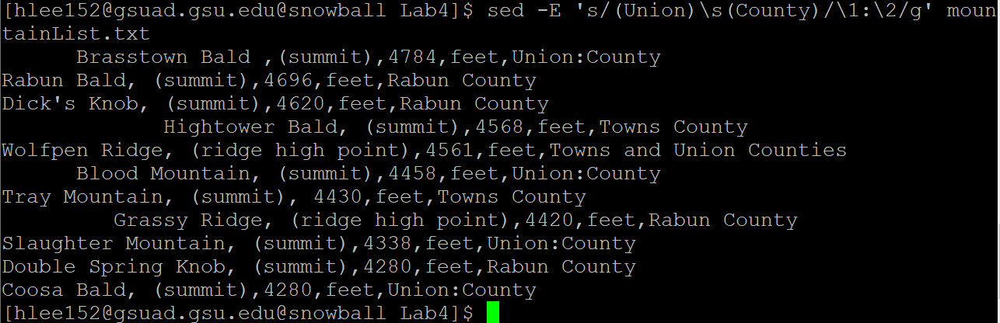 [hlee152@gsuad.gsu.edu@snowball Lab4]$ sed -E 's/(Union)\s(County)/\1:\2/g' moun
tainList.txt
      Brasstown Bald ,(summit),4784,feet,Union:County
Rabun Bald, (summit),4696,feet,Rabun County
Dick's Knob, (summit),4620,feet,Rabun County
             Hightower Bald, (summit),4568,feet,Towns County
Wolfpen Ridge, (ridge high point),4561,feet,Towns and Union Counties
      Blood Mountain, (summit),4458,feet,Union:County
Tray Mountain, (summit), 4430,feet,Towns County
         Grassy Ridge, (ridge high point),4420,feet,Rabun County
Slaughter Mountain, (summit),4338,feet,Union:County
Double Spring Knob, (summit),4280,feet,Rabun County
Coosa Bald, (summit),4280,feet,Union:County
[hlee152@gsuad.gsu.edu@snowball Lab4]$